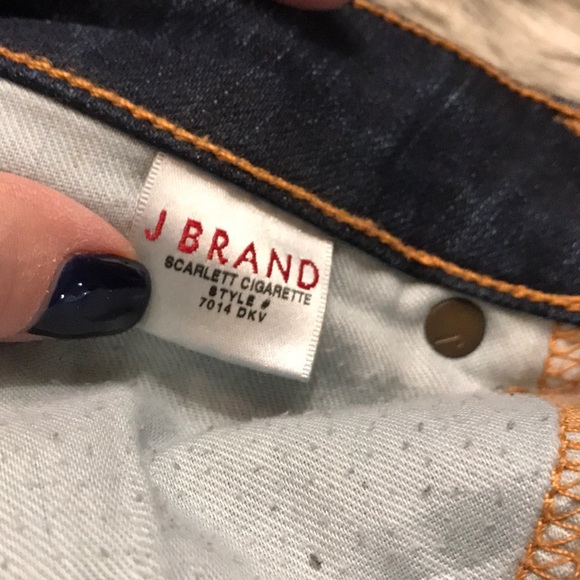 J BRAND
SCARLETT CIGARETTE
STYLE #
7014 DKV